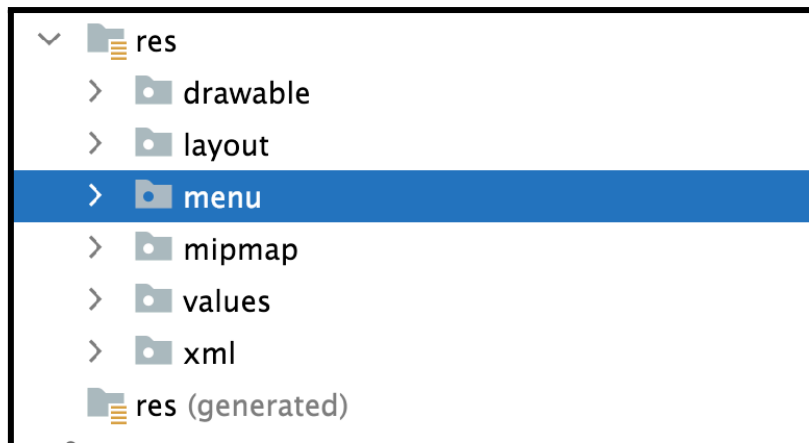 res
drawable
layout
menu
mipmap
values
xml
res (generated)